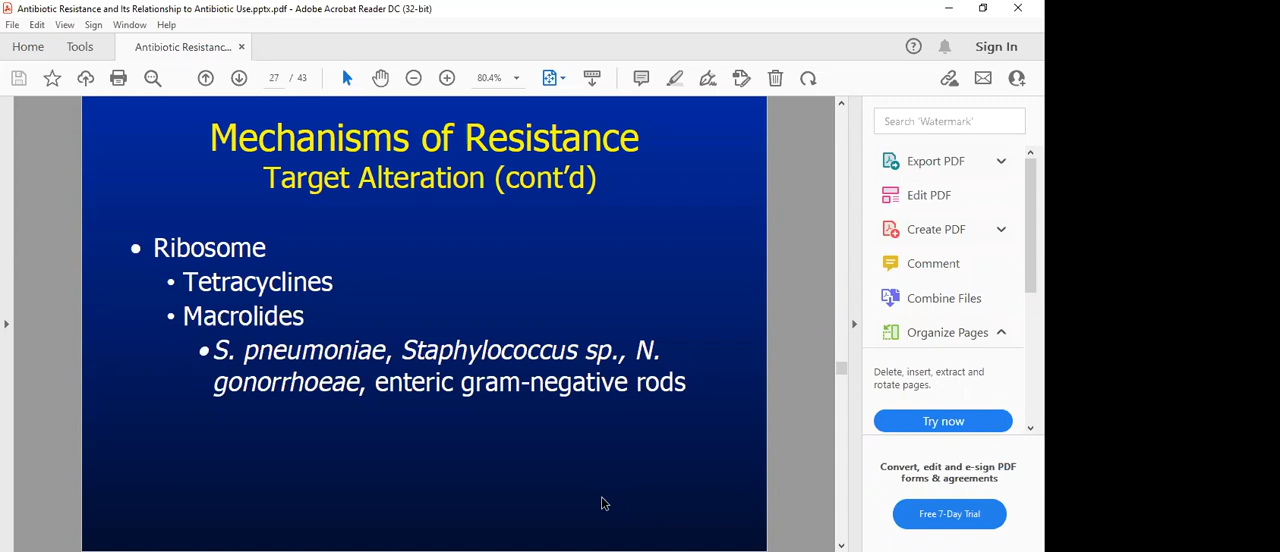 Antibiotic Resistance and Its Relationship to Antibiotic Use.pptx.pdf - Adobe Acrobat Reader DC (32-bit)
File Edit View Sign Window Help
Home Tools Antibiotic Resistanc... × Sign In
27 / 43 80.4%
Mechanisms of Resistance
Target Alteration (cont’d)
• Ribosome
• Tetracyclines
• Macrolides
• S. pneumoniae, Staphylococcus sp., N.
gonorrhoeae, enteric gram-negative rods
Search 'Watermark'
Export PDF
Edit PDF
Create PDF
Comment
Combine Files
Organize Pages
Delete, insert, extract and
rotate pages.
Try now
Convert, edit and e-sign PDF
forms & agreements
Free 7-Day Trial